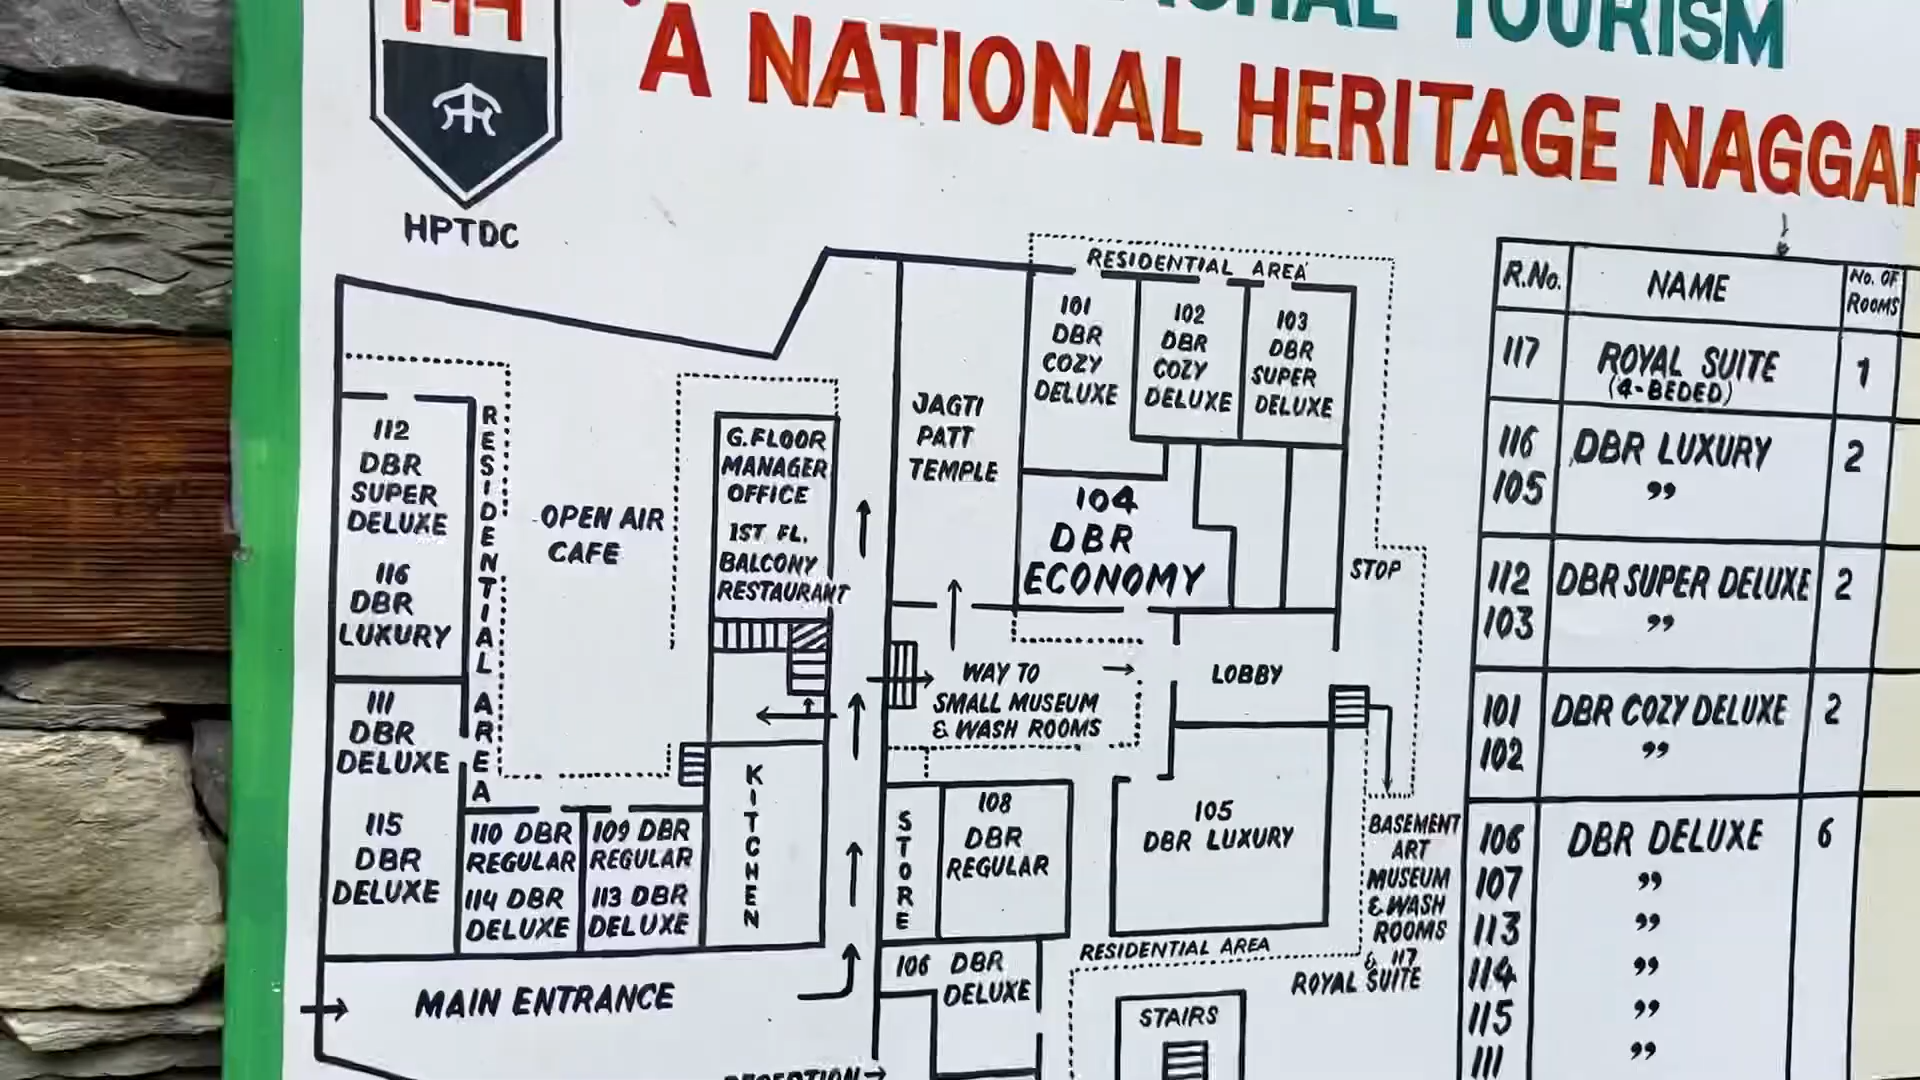 TOURISM
A NATIONAL HERITAGE
HPTDC
RESIDENTIAL AREA
101
DBR
COZY
DELUXE
102
DBR
COZY
DELUXE
103
DBR
SUPER
DELUXE
JAGTI
PATT
TEMPLE
112
DBR
SUPER
DELUXE
116
DBR
LUXURY
RESIDENTIAL AREA
OPEN AIR
CAFE
G.FLOOR
MANAGER
OFFICE
1ST FL.
BALCONY
RESTAURANT
104
DBR
ECONOMY
STOP
WAY TO
SMALL MUSEUM
& WASH ROOMS
LOBBY
111
DBR
DELUXE
115
DBR
DELUXE
110 DBR
REGULAR
114 DBR
DELUXE
109 DBR
REGULAR
113 DBR
DELUXE
KITCHEN
STORE
108
DBR
REGULAR
105
DBR LUXURY
BASEMENT
ART
MUSEUM
& WASH
ROOMS
& 117
ROYAL SUITE
RESIDENTIAL AREA
106 DBR
DELUXE
MAIN ENTRANCE
STAIRS
RECEPTION
R.No. NAME No. OF ROOMS
117 ROYAL SUITE 1
(4-BEDED)
116 DBR LUXURY 2
105 ”
112 DBR SUPER DELUXE 2
103 ”
101 DBR COZY DELUXE 2
102 ”
106 DBR DELUXE 6
107 ”
113 ”
114 ”
115 ”
111 ”